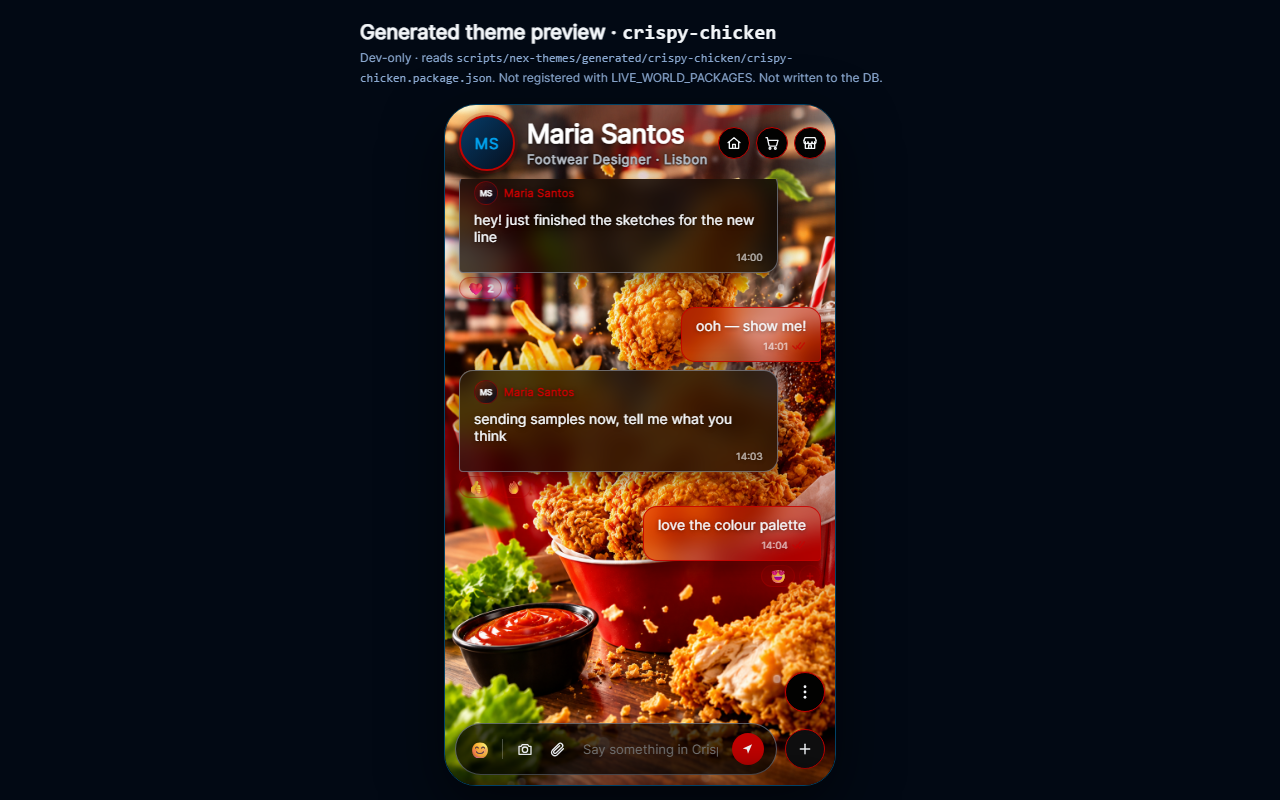 Generated theme preview · crispy-chicken
Dev-only · reads scripts/nex-themes/generated/crispy-chicken/crispy-
chicken.package.json. Not registered with LIVE_WORLD_PACKAGES. Not written to the DB.
MS
Maria Santos
Footwear Designer · Lisbon
MS Maria Santos
hey! just finished the sketches for the new
line
14:00
2
ooh — show me!
14:01
MS Maria Santos
sending samples now, tell me what you
think
14:03
love the colour palette
14:04
Say something in Crisp